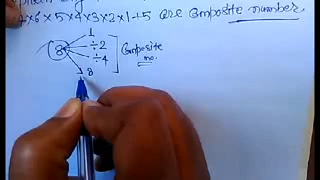 ×6×5×4×3×2×1+5 are composite number.
1
8
÷2
÷4
8
Composite
no.